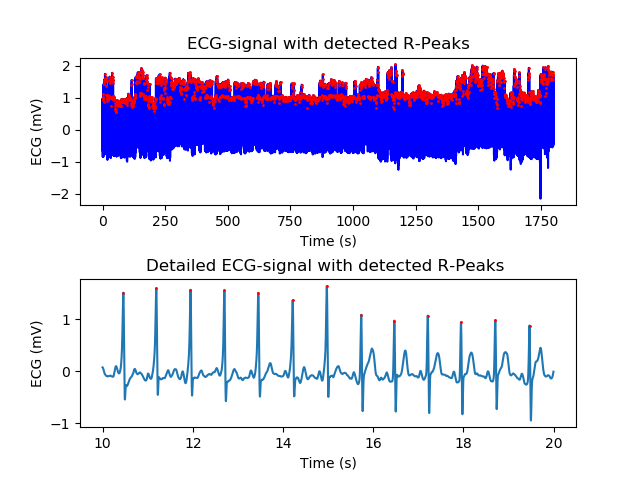 ECG-signal with detected R-Peaks
2
1
0
−1
−2
ECG (mV)
0 250 500 750 1000 1250 1500 1750
Time (s)
Detailed ECG-signal with detected R-Peaks
1
0
−1
ECG (mV)
10 12 14 16 18 20
Time (s)